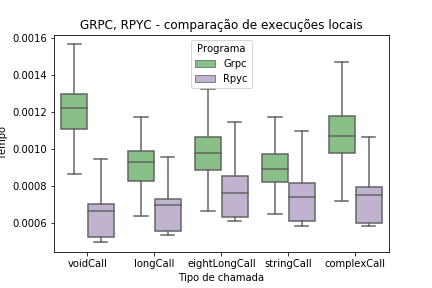 GRPC, RPYC - comparação de execuções locais
Programa
Grpc
Rpyc
0.0016
0.0014
0.0012
0.0010
0.0008
0.0006
voidCall longCall eightLongCall stringCall complexCall
Tipo de chamada